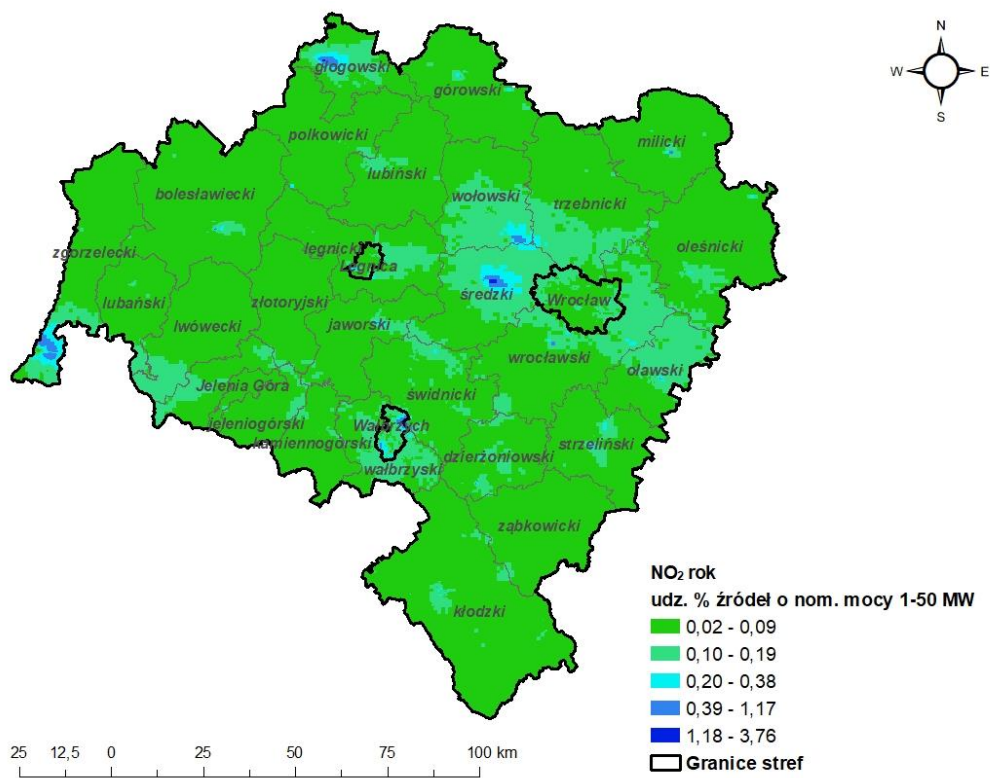 N
W E
S
głogowski
górowski
polkowicki
milicki
lubiński
bolesławiecki
wołowski
trzebnicki
zgorzelecki
legnicki
oleśnicki
Legnica
lubański
złotoryjski
średzki
Wrocław
lwówecki
jaworski
wrocławski
oławski
Jelenia Góra
świdnicki
jeleniogórski
Wałbrzych
kamiennogórski
strzeliński
dzierżoniowski
wałbrzyski
ząbkowicki
kłodzki
NO₂ rok
udz. % źródeł o nom. mocy 1-50 MW
0,02 - 0,09
0,10 - 0,19
0,20 - 0,38
0,39 - 1,17
1,18 - 3,76
Granice stref
25 12,5 0 25 50 75 100 km